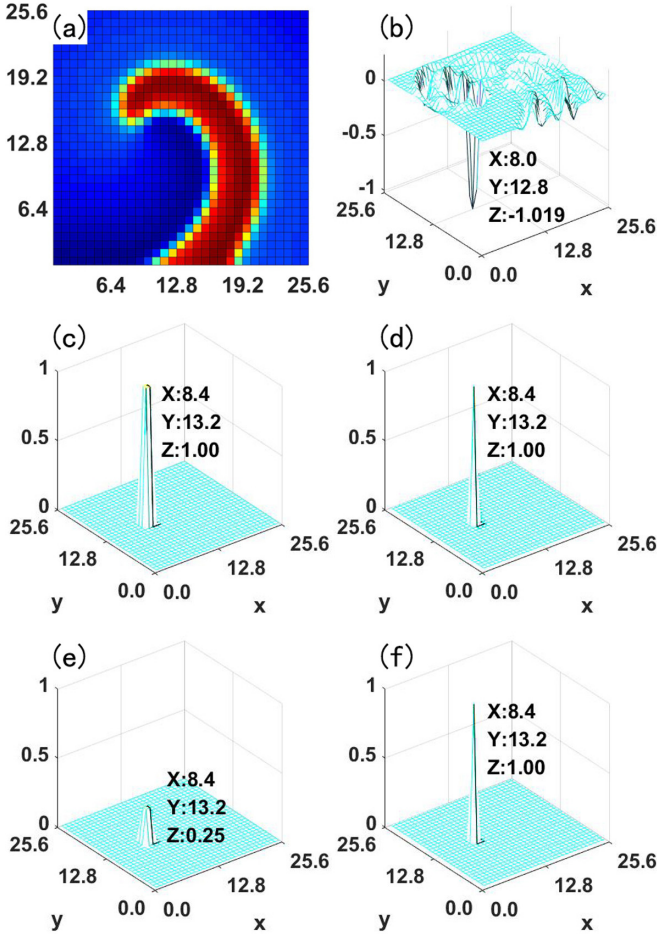 (a)
25.6
19.2
12.8
6.4
6.4 12.8 19.2 25.6
(b)
0
-0.5
-1
X:8.0
Y:12.8
Z:-1.019
25.6
12.8
0.0
y
0.0
12.8
25.6
x
(c)
1
0.5
0
X:8.4
Y:13.2
Z:1.00
25.6
12.8
0.0
y
0.0
12.8
25.6
x
(d)
1
0.5
0
X:8.4
Y:13.2
Z:1.00
25.6
12.8
0.0
y
0.0
12.8
25.6
x
(e)
1
0.5
0
X:8.4
Y:13.2
Z:0.25
25.6
12.8
0.0
y
0.0
12.8
25.6
x
(f)
1
0.5
0
X:8.4
Y:13.2
Z:1.00
25.6
12.8
0.0
y
0.0
12.8
25.6
x